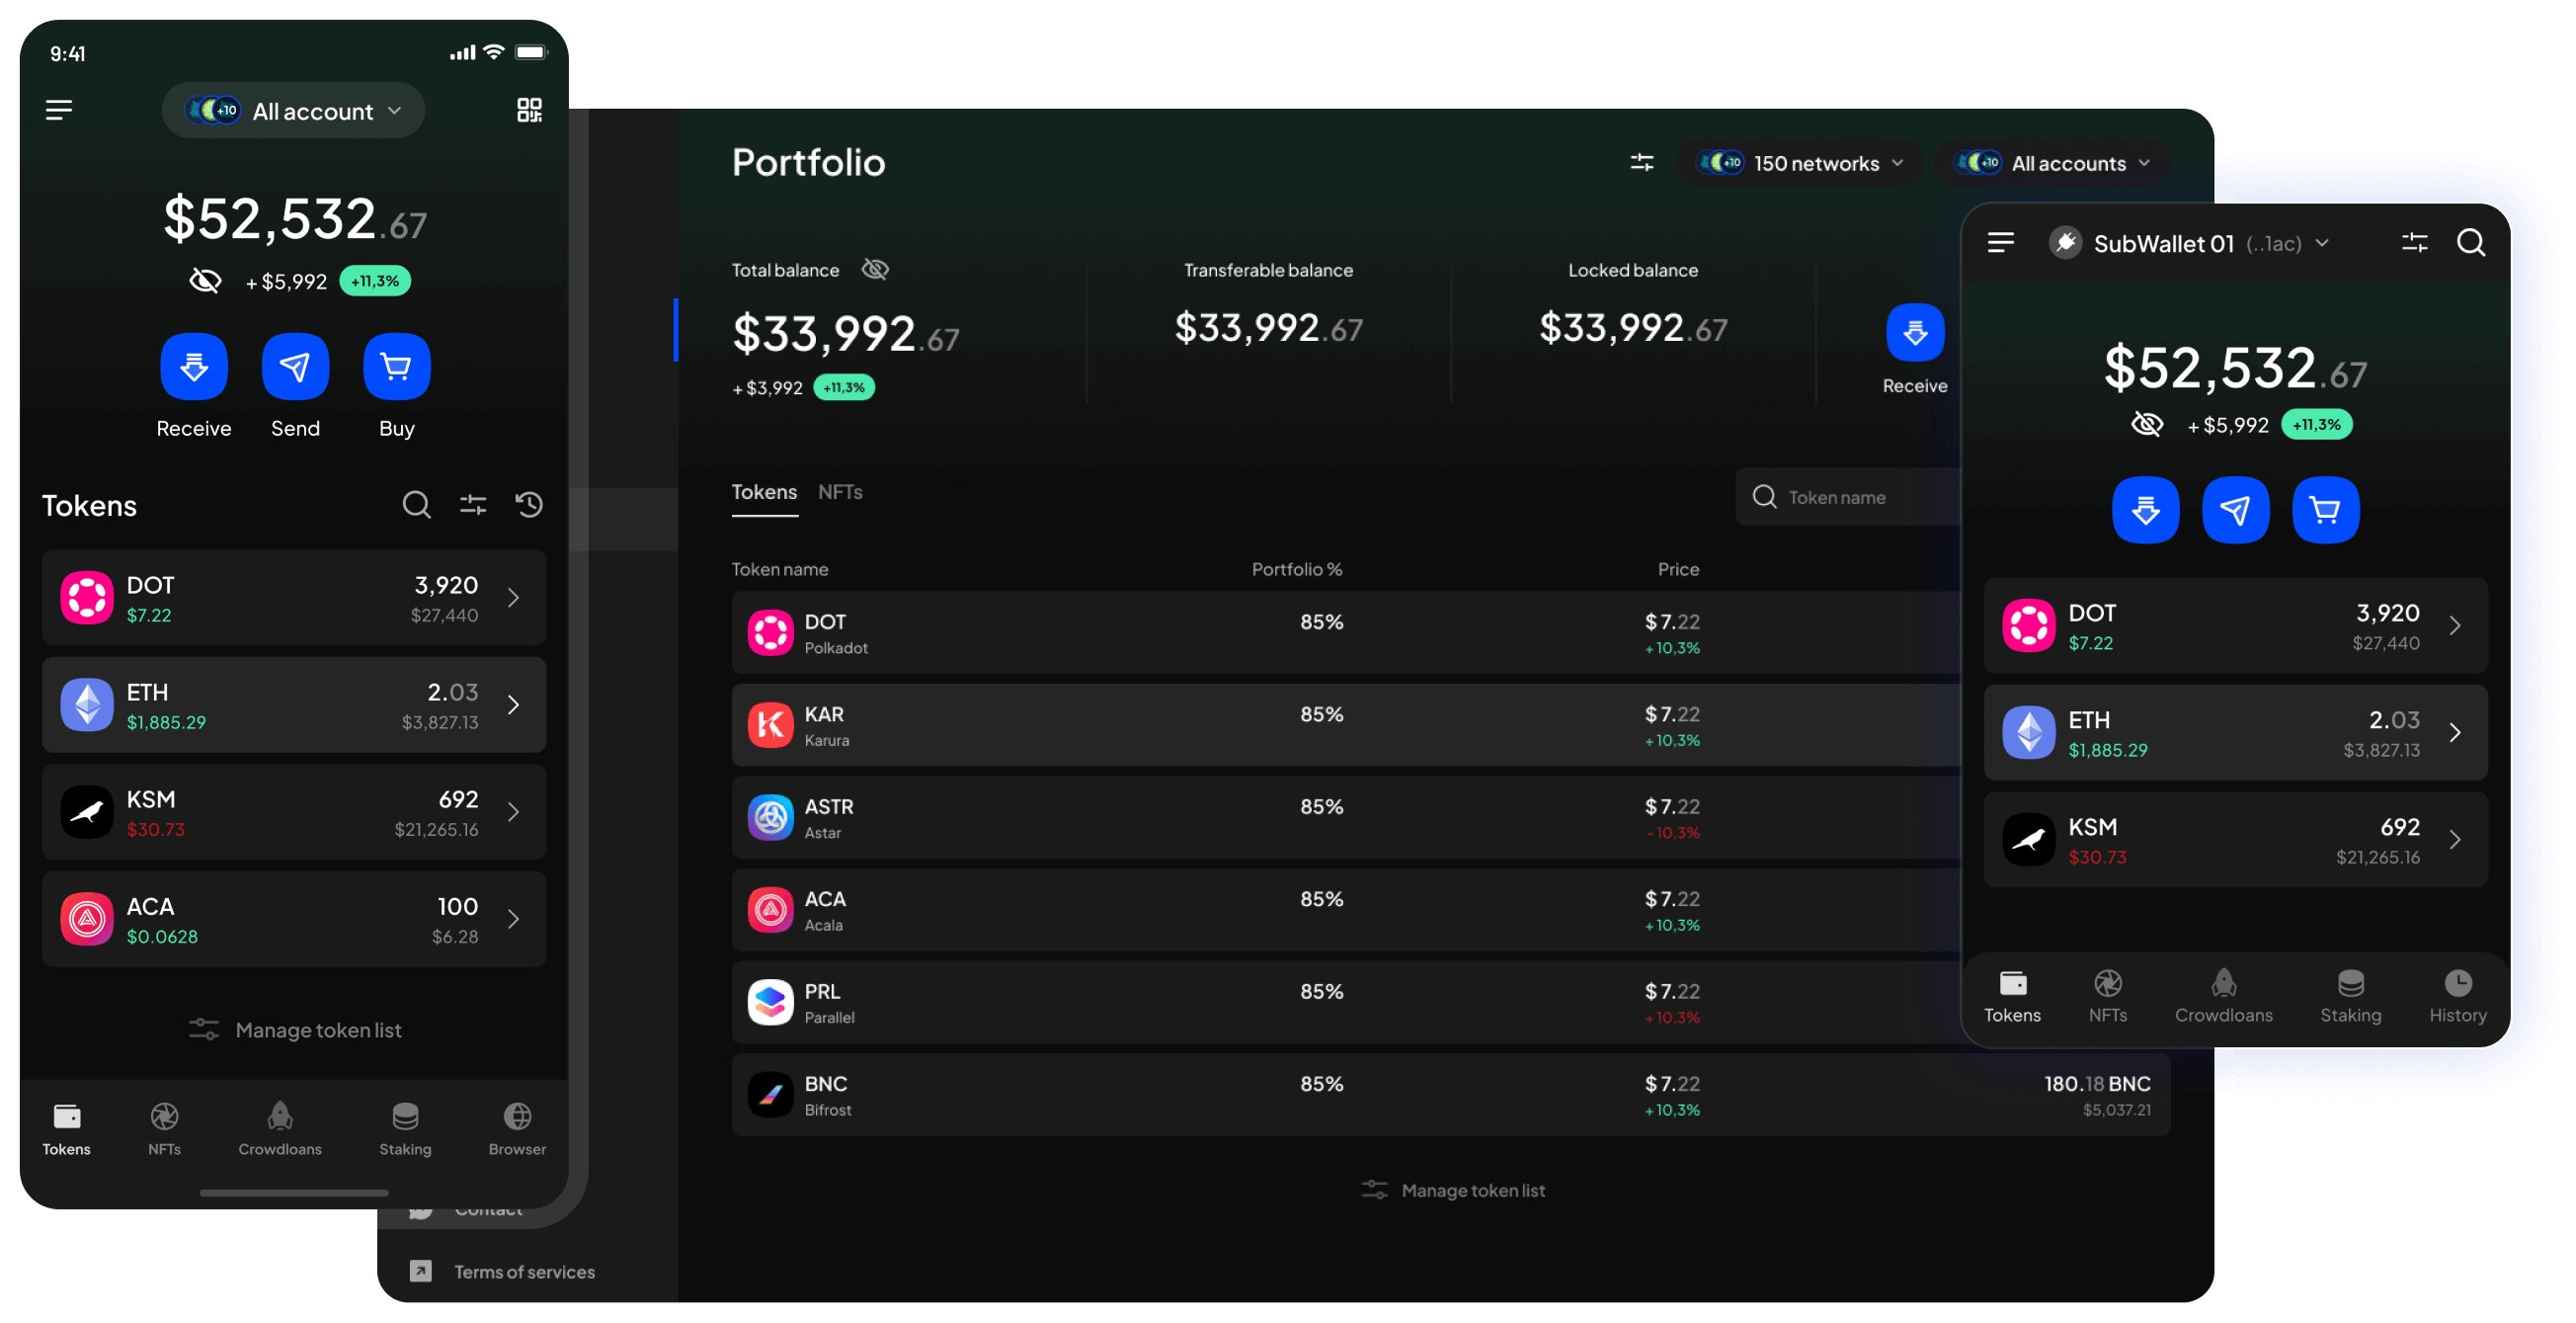 9:41
+10 All account
$52,532.67
+ $5,992 +11,3%
Receive Send Buy
Tokens
DOT 3,920
$7.22 $27,440
ETH 2.03
$1,885.29 $3,827.13
KSM 692
$30.73 $21,265.16
ACA 100
$0.0628 $6.28
Manage token list
Tokens NFTs Crowdloans Staking Browser
Contact
Terms of services
Portfolio
+10 150 networks
+10 All accounts
Total balance Transferable balance Locked balance
$33,992.67 $33,992.67 $33,992.67
+ $3,992 +11,3%
Receive
Tokens NFTs
Token name
Token name Portfolio % Price
DOT 85% $ 7.22
Polkadot + 10,3%
KAR 85% $ 7.22
Karura + 10,3%
ASTR 85% $ 7.22
Astar - 10,3%
ACA 85% $ 7.22
Acala + 10,3%
PRL 85% $ 7.22
Parallel + 10,3%
BNC 85% $ 7.22 180.18 BNC
Bifrost + 10,3% $5,037.21
Manage token list
SubWallet 01 (..1ac)
$52,532.67
+ $5,992 +11,3%
DOT 3,920
$7.22 $27,440
ETH 2.03
$1,885.29 $3,827.13
KSM 692
$30.73 $21,265.16
Tokens NFTs Crowdloans Staking History